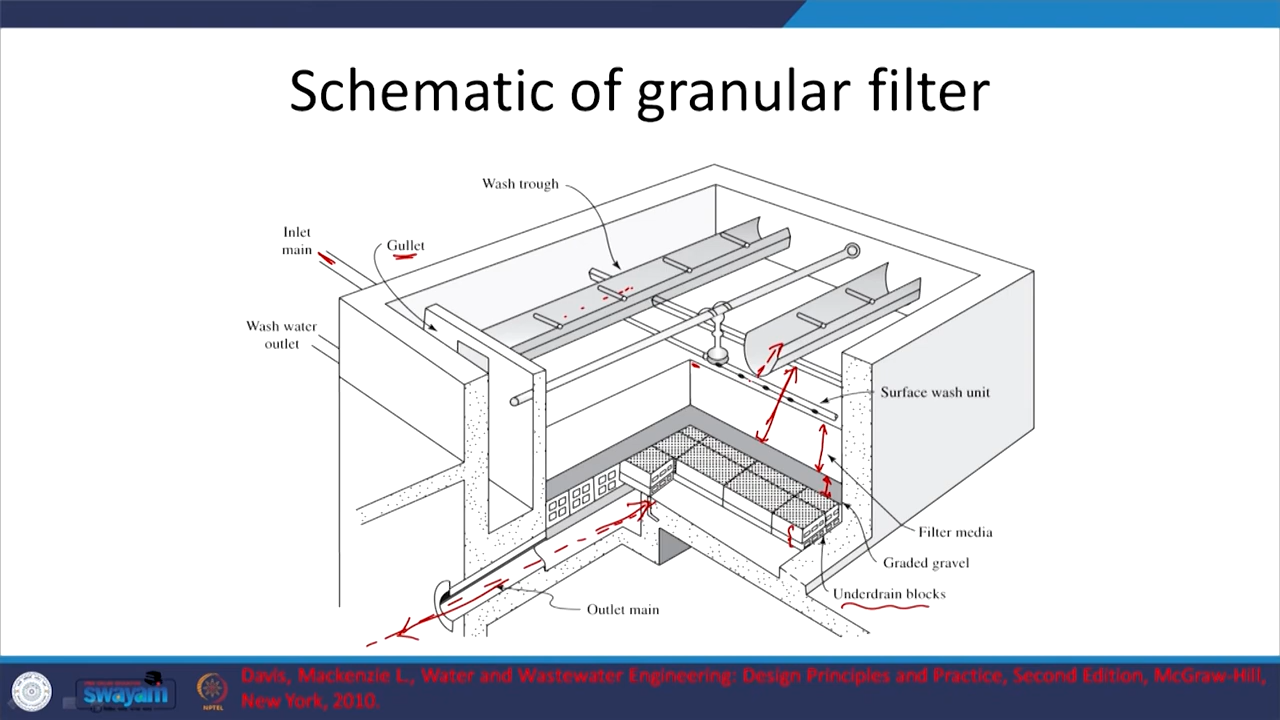 Schematic of granular filter
Wash trough
Inlet
main
Gullet
Wash water
outlet
Surface wash unit
Filter media
Graded gravel
Underdrain blocks
Outlet main
swayam
NPTEL
Davis, Mackenzie L., Water and Wastewater Engineering: Design Principles and Practice, Second Edition, McGraw-Hill,
New York, 2010.